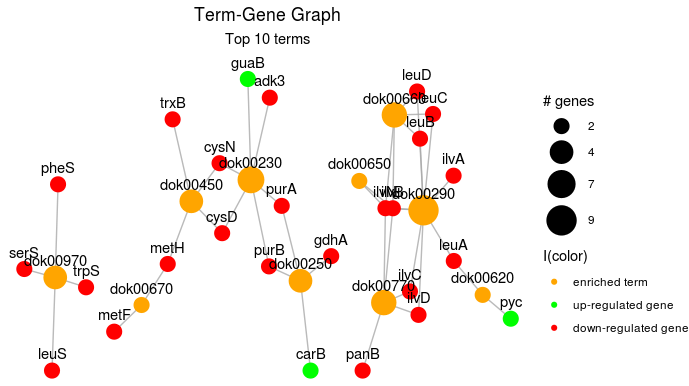 Term-Gene Graph
Top 10 terms
guaB
adk3
leuD
dok00660
leuC
trxB
leuB
cysN
dok00230
dok00650
ilvA
pheS
dok00450
purA
ilvB
dok00290
cysD
serS
dok00970
trpS
metH
purB
dok00250
gdhA
leuA
dok00670
dok00770
ilvC
dok00620
metF
ilvD
pyc
leuS
carB
panB
# genes
2
4
7
9
I(color)
enriched term
up-regulated gene
down-regulated gene